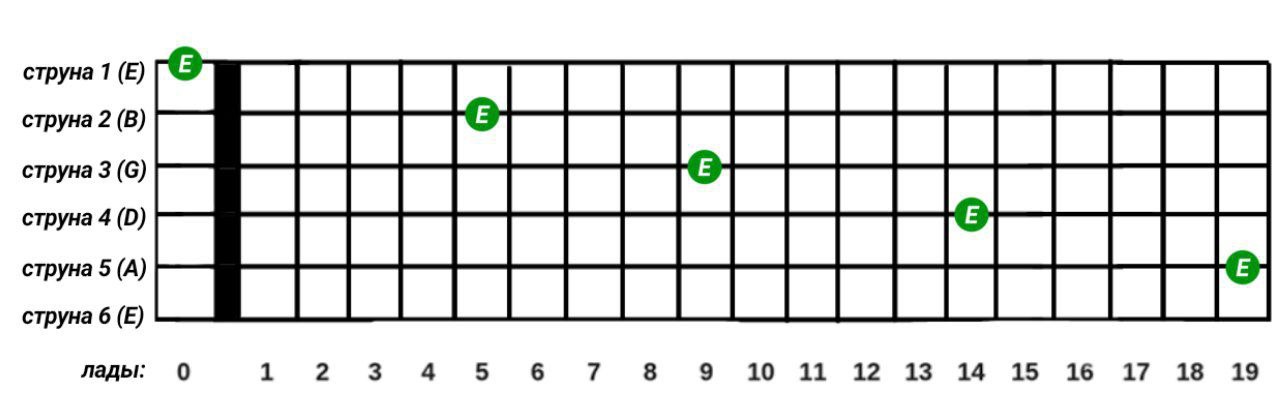 струна 1 (E) E
струна 2 (B) E
струна 3 (G) E
струна 4 (D) E
струна 5 (A) E
струна 6 (E)
лады: 0 1 2 3 4 5 6 7 8 9 10 11 12 13 14 15 16 17 18 19